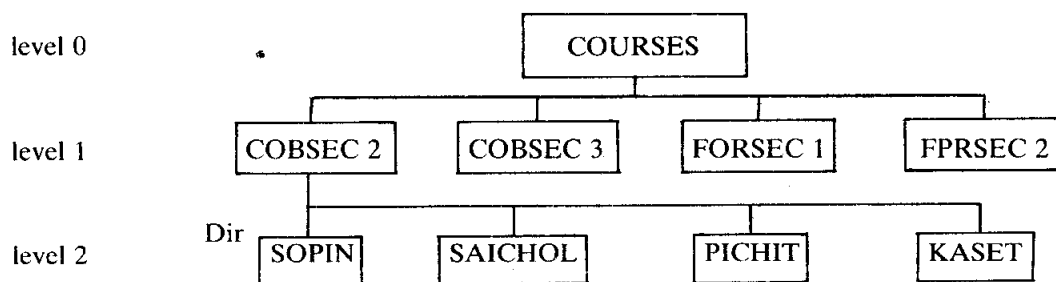 level 0 COURSES
level 1 COBSEC 2 COBSEC 3 FORSEC 1 FPRSEC 2
Dir
level 2 SOPIN SAICHOL PICHIT KASET